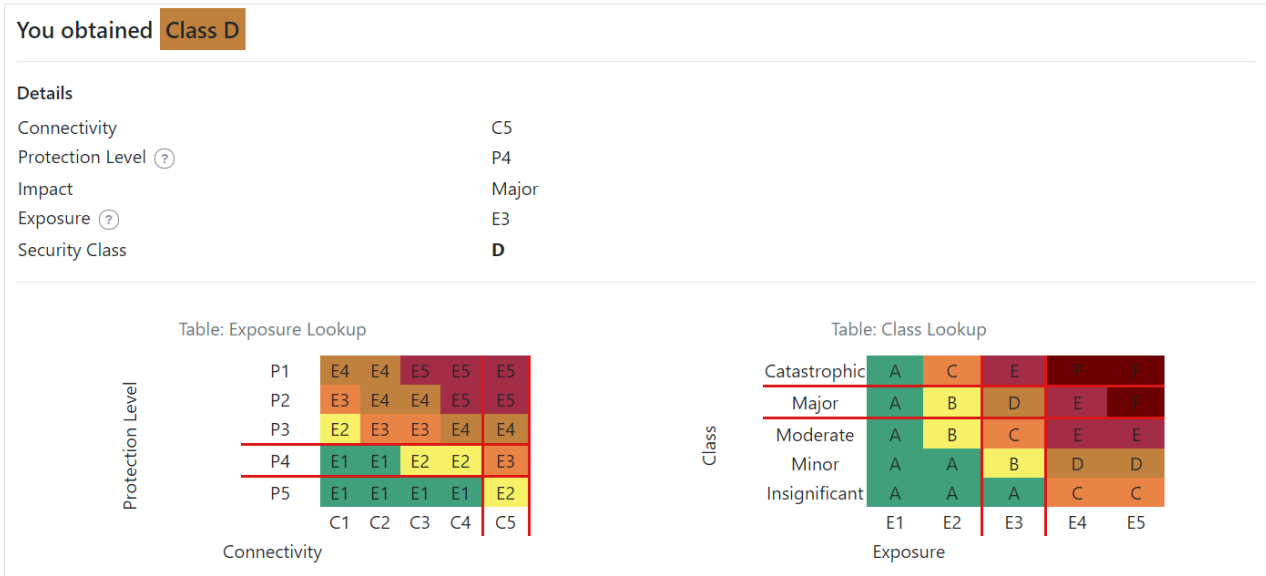 You obtained Class D
Details
Connectivity C5
Protection Level ? P4
Impact Major
Exposure ? E3
Security Class D
Table: Exposure Lookup
Protection Level
P1 E4 E4 E5 E5 E5
P2 E3 E4 E4 E5 E5
P3 E2 E3 E3 E4 E4
P4 E1 E1 E2 E2 E3
P5 E1 E1 E1 E1 E2
C1 C2 C3 C4 C5
Connectivity
Table: Class Lookup
Class
Catastrophic A C E F F
Major A B D E F
Moderate A B C E E
Minor A A B D D
Insignificant A A A C C
E1 E2 E3 E4 E5
Exposure